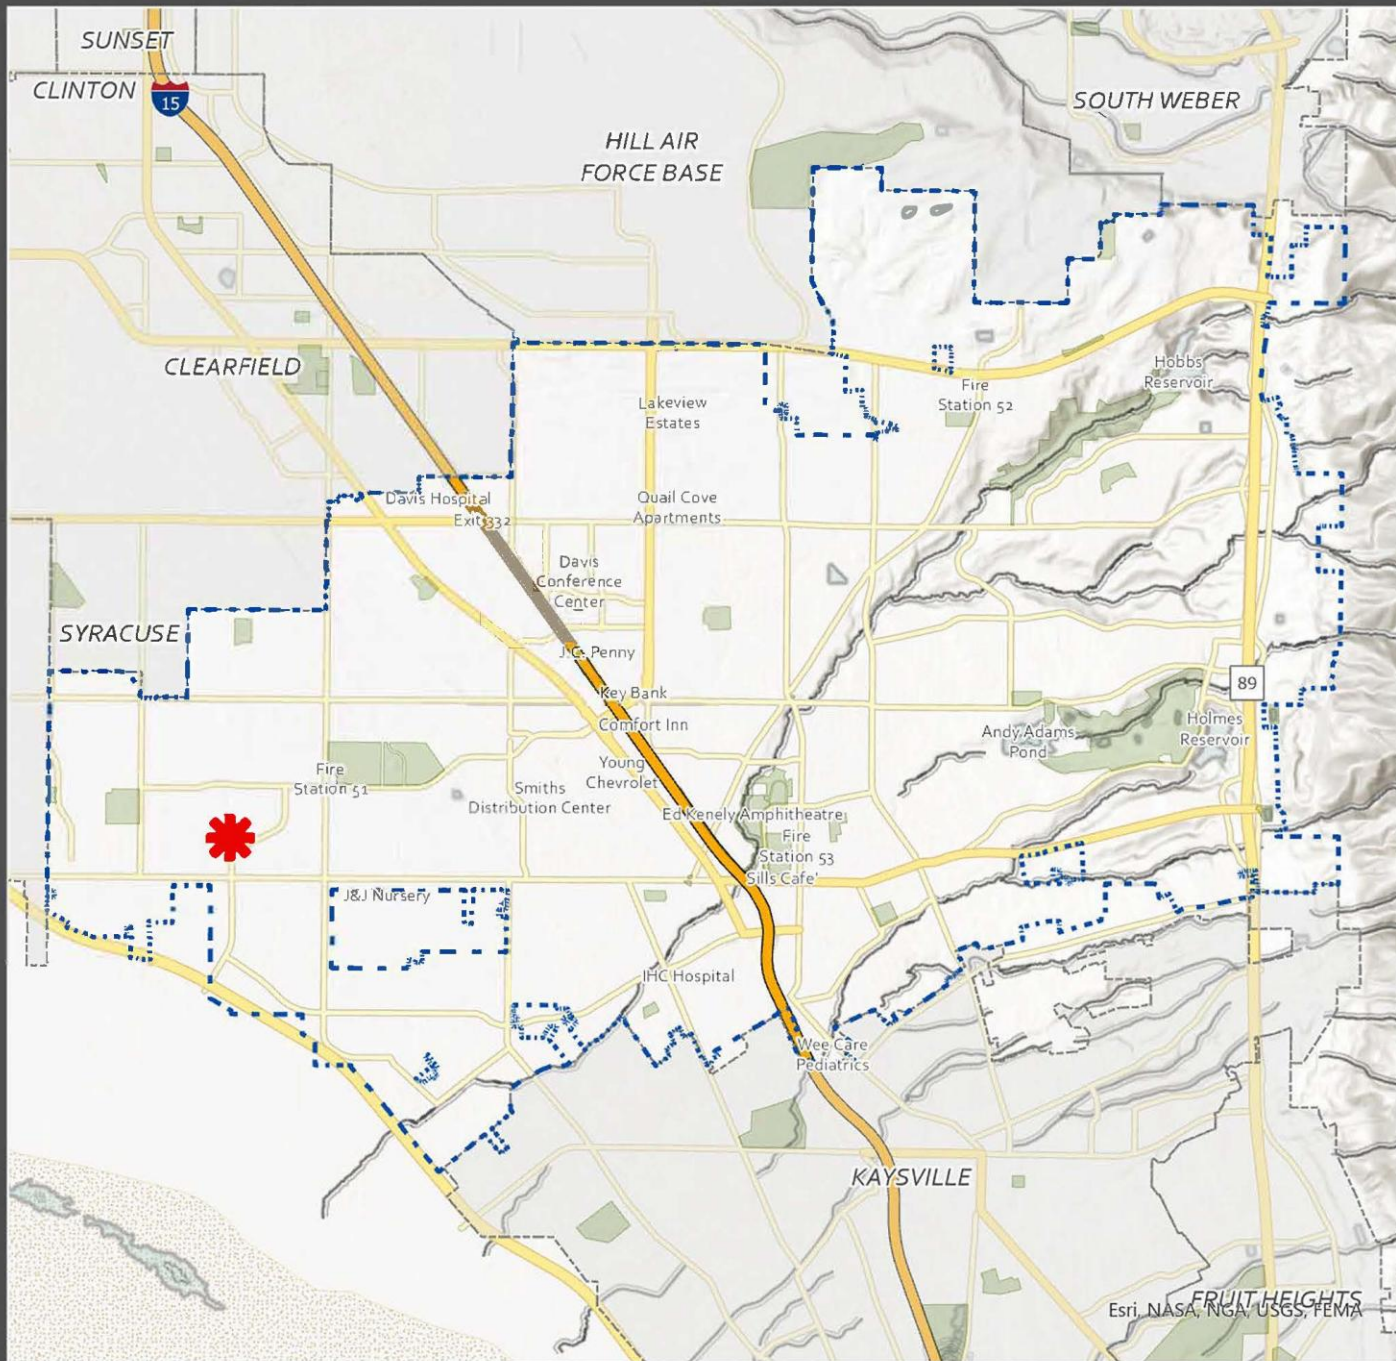 SUNSET
CLINTON
15
SOUTH WEBER
HILL AIR
FORCE BASE
CLEARFIELD
Hobbs
Reservoir
Fire
Station 52
Lakeview
Estates
Davis Hospital
Exit 332
Quail Cove
Apartments
Davis
Conference
Center
SYRACUSE
J.C. Penny
Key Bank
89
Comfort Inn
Andy Adams
Pond
Holmes
Reservoir
Young
Chevrolet
Fire
Station 51
Smiths
Distribution Center
Ed Kenely Amphitheatre
Fire
Station 53
Sills Cafe'
J&J Nursery
IHC Hospital
Wee Care
Pediatrics
KAYSVILLE
FRUIT HEIGHTS
Esri, NASA, NGA, USGS, FEMA